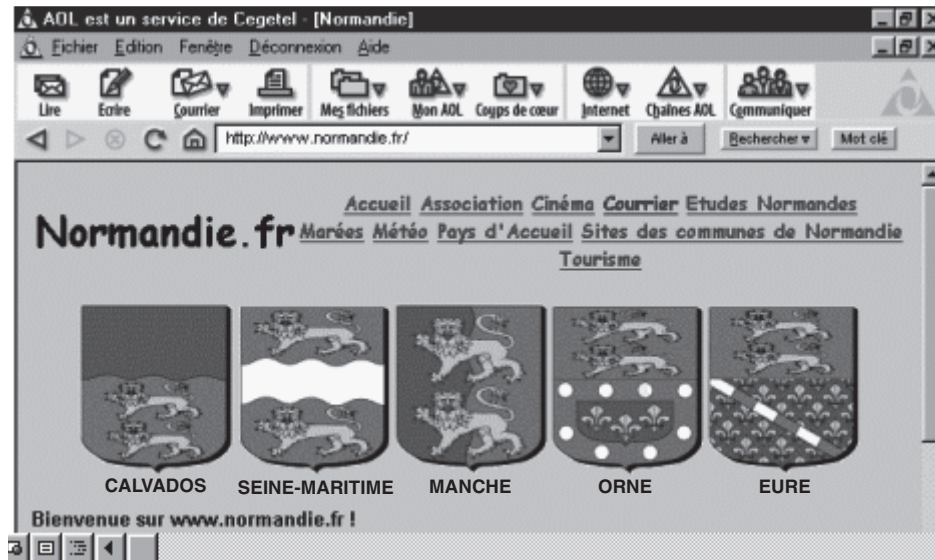 AOL est un service de Cegetel - [Normandie]
Fichier Edition Fenêtre Déconnexion Aide
Lire Ecrire Courrier Imprimer Mes fichiers Mon AOL Coups de cœur Internet Chaînes AOL Communiquer
http://www.normandie.fr/ Aller à Rechercher Mot clé
Accueil Association Cinéma Courrier Etudes Normandes
Normandie.fr Marées Météo Pays d'Accueil Sites des communes de Normandie
Tourisme
CALVADOS SEINE-MARITIME MANCHE ORNE EURE
Bienvenue sur www.normandie.fr !